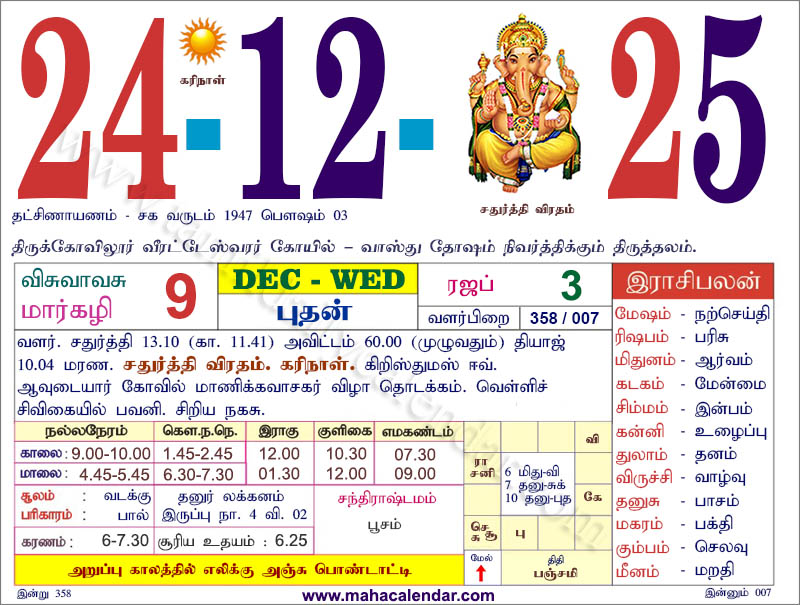 24-12-25
கரிநாள்
சதுர்த்தி விரதம்
தட்சிணாயணம் - சக வருடம் 1947 பௌஷம் 03
திருக்கோவிலூர் வீரட்டேஸ்வரர் கோயில் – வாஸ்து தோஷம் நிவர்த்திக்கும் திருத்தலம்.
விசுவாவசு
மார்கழி 9
DEC - WED
புதன்
ரஜப் 3
வளர்பிறை 358 / 007
வளர். சதுர்த்தி 13.10 (கா. 11.41) அவிட்டம் 60.00 (முழுவதும்) தியாஜ்
10.04 மரண. சதுர்த்தி விரதம். கரிநாள். கிறிஸ்துமஸ் ஈவ்.
ஆவுடையார் கோவில் மாணிக்கவாசகர் விழா தொடக்கம். வெள்ளிச்
சிவிகையில் பவனி. சிறிய நகசு.
இராசிபலன்
மேஷம் - நற்செய்தி
ரிஷபம் - பரிசு
மிதுனம் - ஆர்வம்
கடகம் - மேன்மை
சிம்மம் - இன்பம்
கன்னி - உழைப்பு
துலாம் - தனம்
விருச்சி - வாழ்வு
தனுசு - பாசம்
மகரம் - பக்தி
கும்பம் - செலவு
மீனம் - மறதி
நல்லநேரம் கௌ.ந.நெ. இராகு குளிகை எமகண்டம்
காலை : 9.00-10.00 1.45-2.45 12.00 10.30 07.30
மாலை : 4.45-5.45 6.30-7.30 01.30 12.00 09.00
சூலம் : வடக்கு
பரிகாரம் : பால்
தனுர் லக்கனம்
இருப்பு நா. 4 வி. 02
சந்திராஷ்டமம்
பூசம்
கரணம் : 6-7.30 சூரிய உதயம் : 6.25
வி
ரா
சனி
6 மிது-வி
7 தனு-சுக்
10 தனு-புத
கே
செ சூ
சு
பு
மேல்
திதி
பஞ்சமி
அறுப்பு காலத்தில் எலிக்கு அஞ்சு பொண்டாட்டி
இன்று 358
www.mahacalendar.com
இன்னும் 007